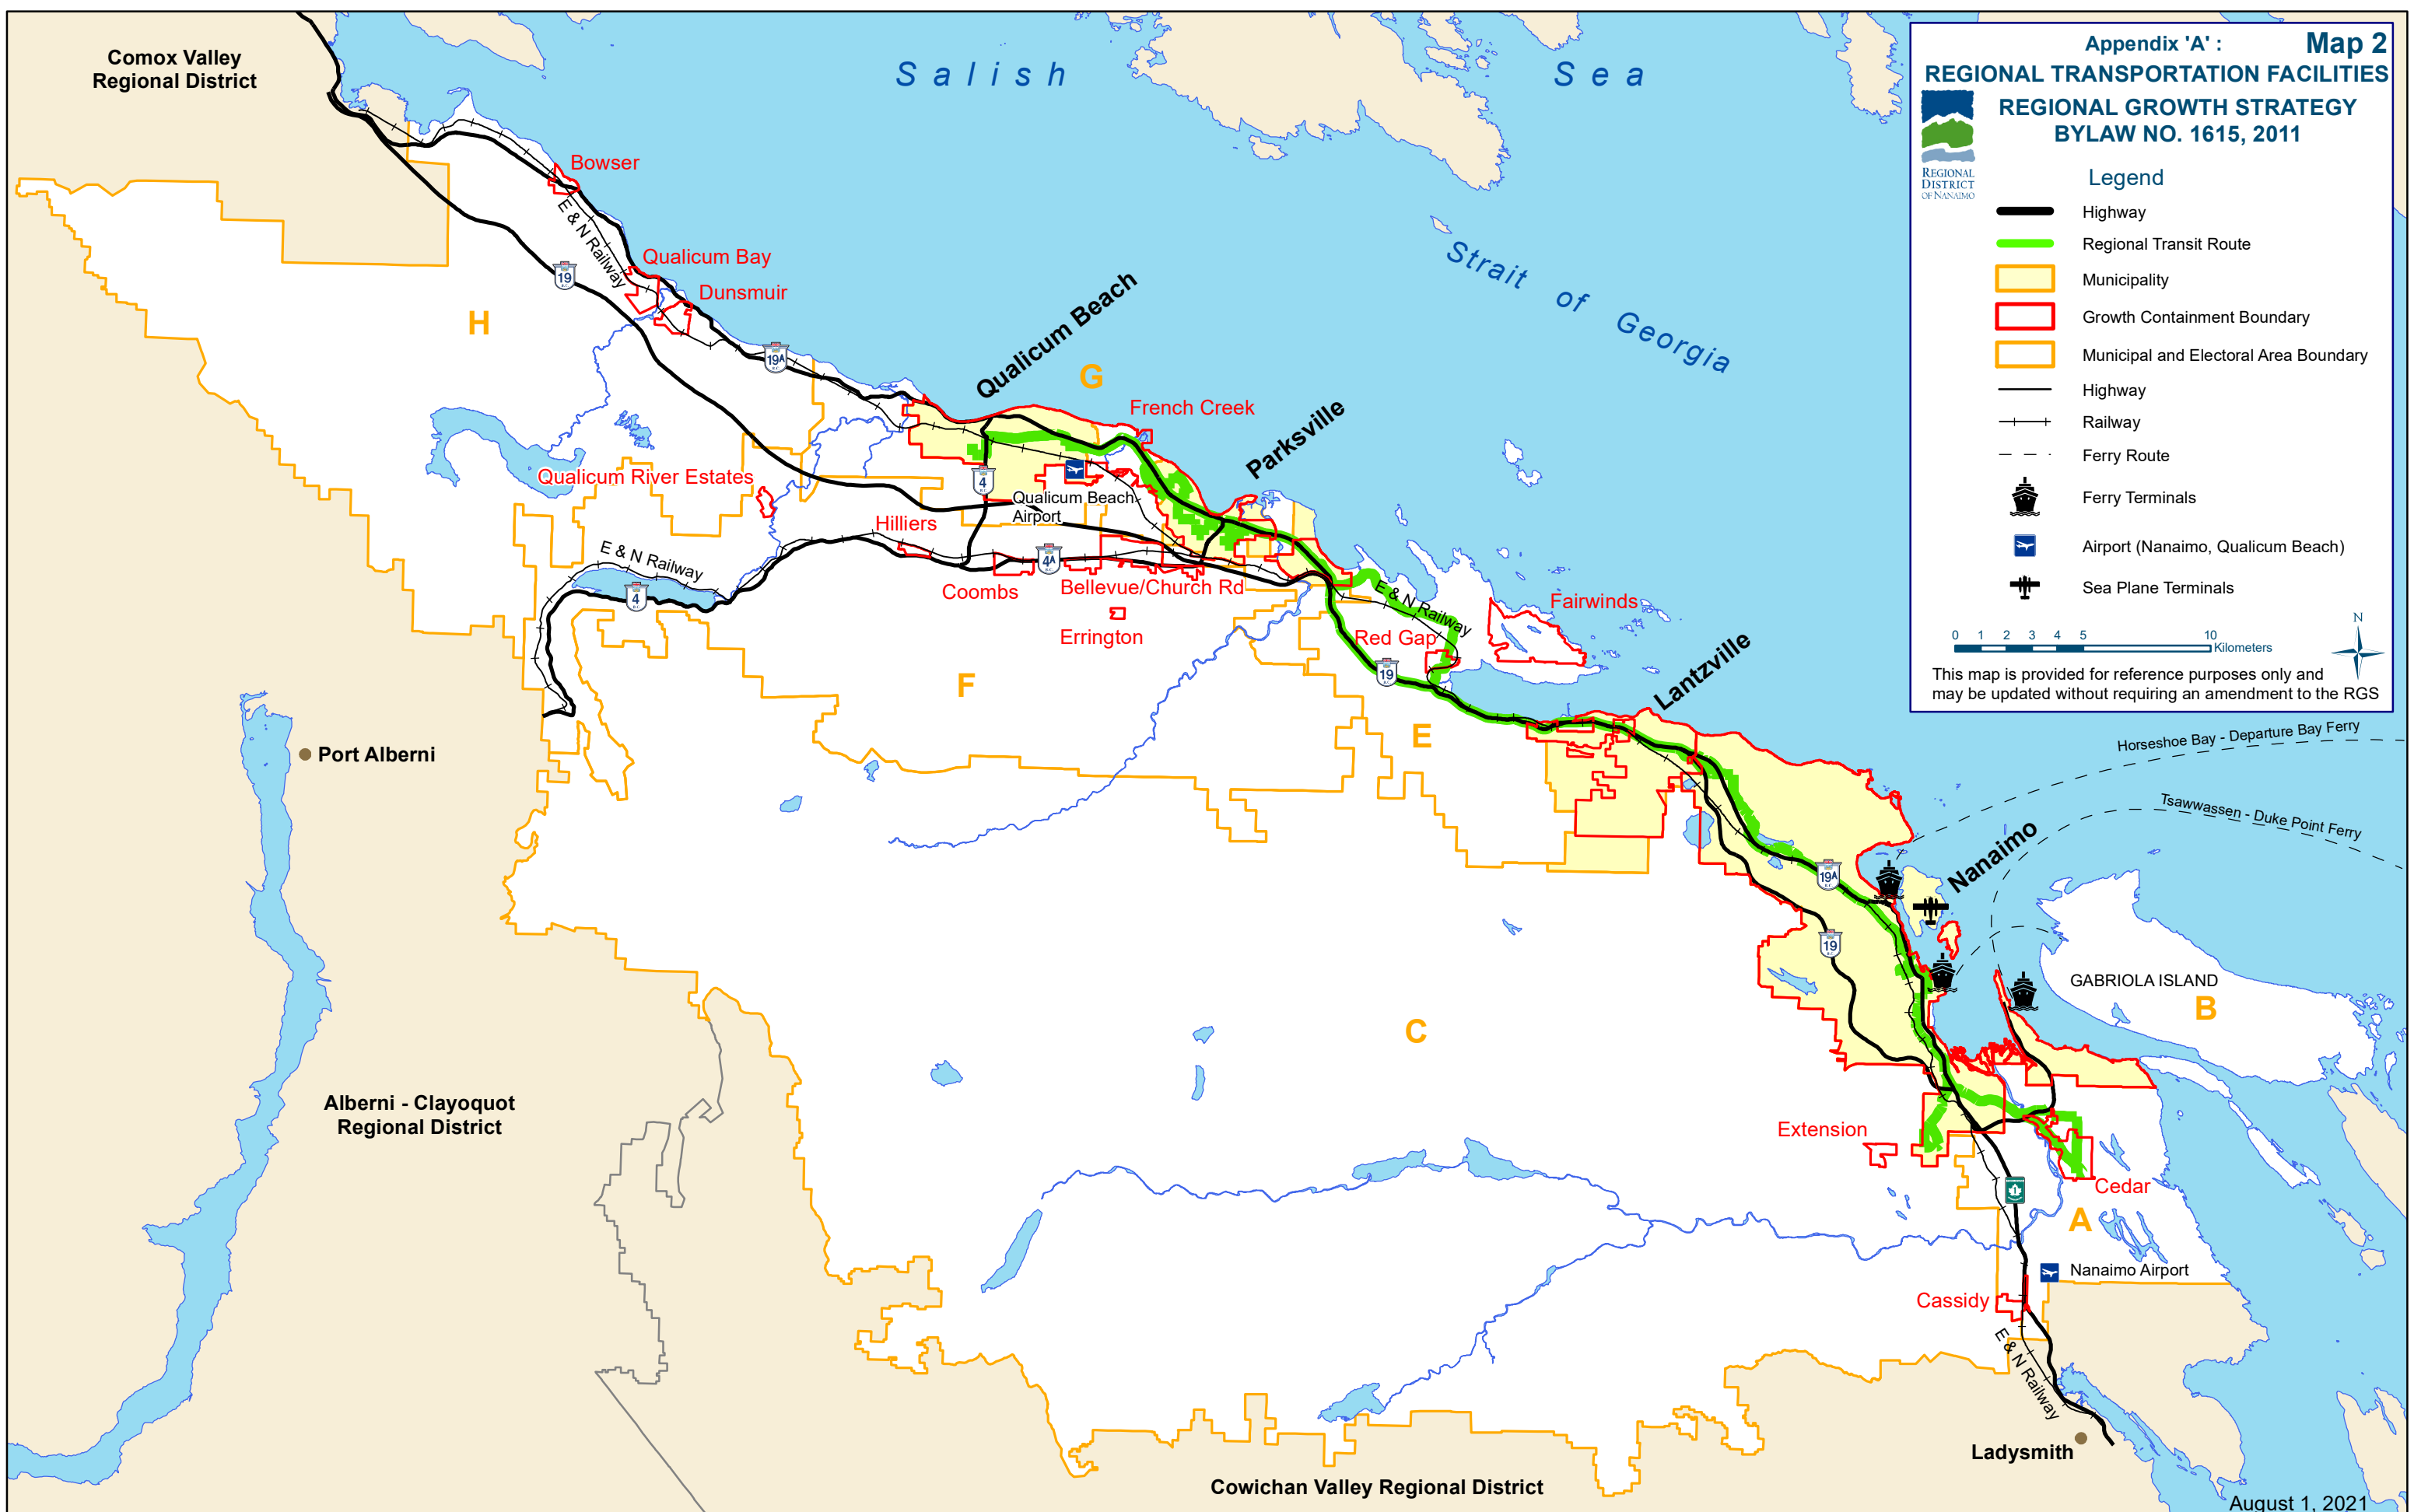 Comox Valley
Regional District
Salish Sea
Appendix 'A' : Map 2
REGIONAL TRANSPORTATION FACILITIES
REGIONAL GROWTH STRATEGY
BYLAW NO. 1615, 2011
REGIONAL
DISTRICT
OF NANAIMO
Legend
Highway
Regional Transit Route
Municipality
Growth Containment Boundary
Municipal and Electoral Area Boundary
Highway
Railway
Ferry Route
Ferry Terminals
Airport (Nanaimo, Qualicum Beach)
Sea Plane Terminals
N
0 1 2 3 4 5 10
Kilometers
This map is provided for reference purposes only and
may be updated without requiring an amendment to the RGS
Bowser
E & N Railway
Qualicum Bay
Dunsmuir
19
H
19A
Strait of Georgia
Qualicum Beach
G
French Creek
Parksville
Qualicum River Estates
4
Qualicum Beach
Airport
Hilliers
E & N Railway
4
4A
Coombs
Bellevue/Church Rd
Errington
E & N Railway
Red Gap
Fairwinds
19
Lantzville
F
E
Port Alberni
Horseshoe Bay - Departure Bay Ferry
Tsawwassen - Duke Point Ferry
Nanaimo
19A
19
GABRIOLA ISLAND
B
C
Alberni - Clayoquot
Regional District
Extension
Cedar
1
A
Nanaimo Airport
Cassidy
E & N Railway
Ladysmith
Cowichan Valley Regional District
August 1, 2021